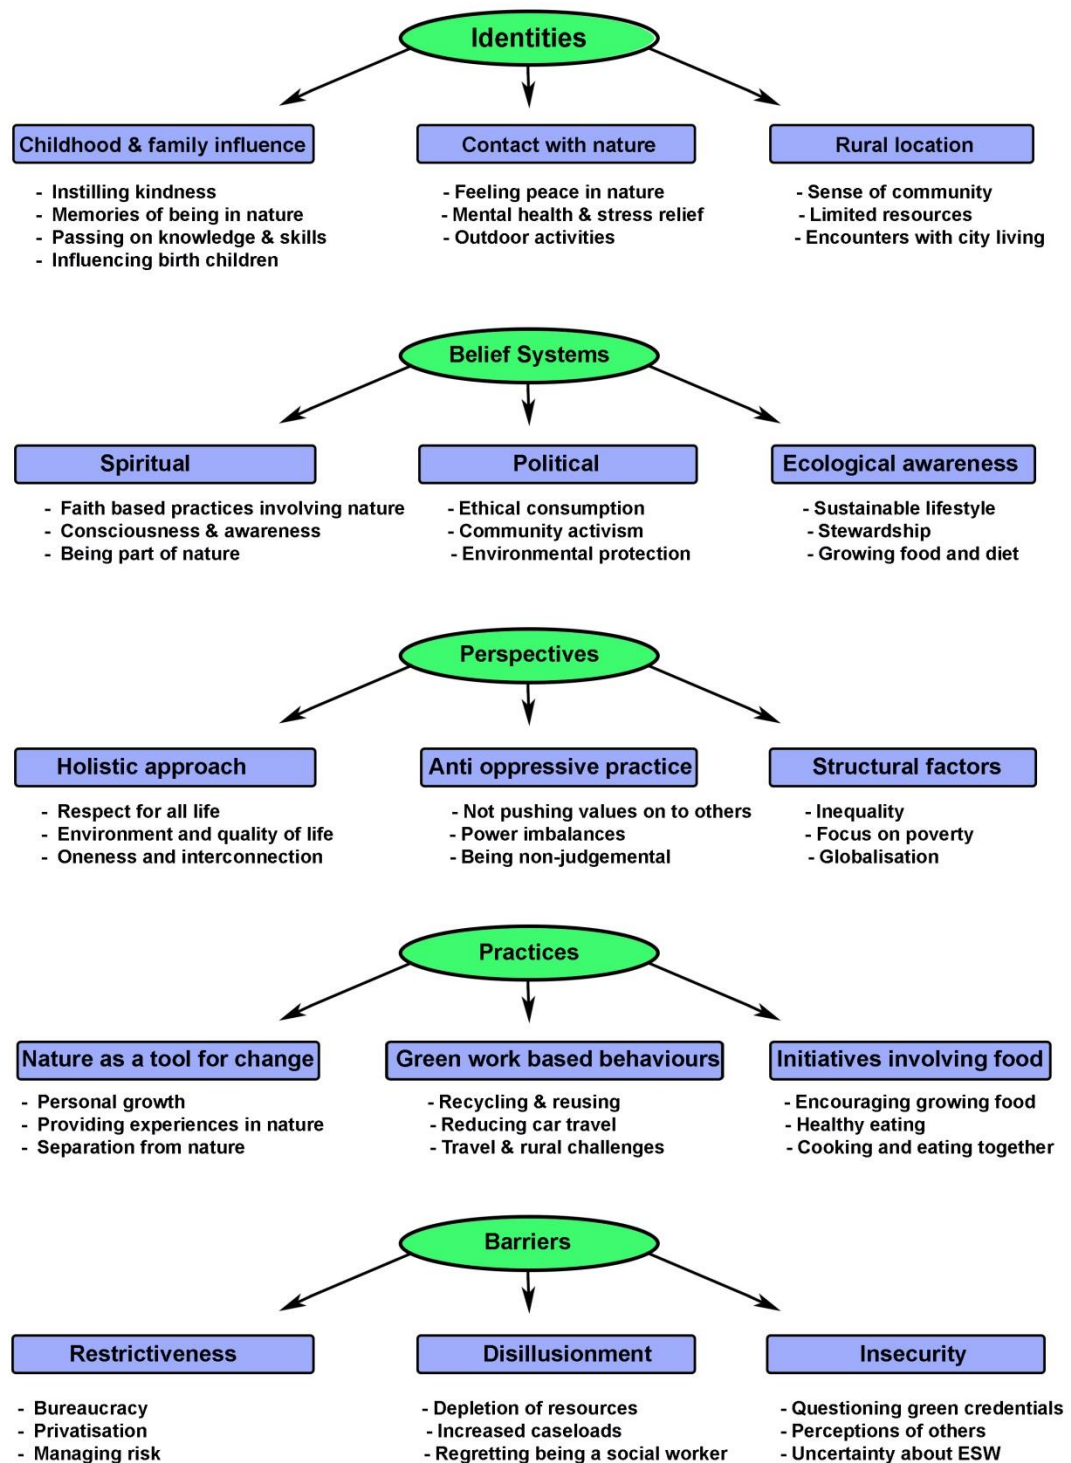 Identities
Childhood & family influence
- Instilling kindness
- Memories of being in nature
- Passing on knowledge & skills
- Influencing birth children
Contact with nature
- Feeling peace in nature
- Mental health & stress relief
- Outdoor activities
Rural location
- Sense of community
- Limited resources
- Encounters with city living
Belief Systems
Spiritual
- Faith based practices involving nature
- Consciousness & awareness
- Being part of nature
Political
- Ethical consumption
- Community activism
- Environmental protection
Ecological awareness
- Sustainable lifestyle
- Stewardship
- Growing food and diet
Perspectives
Holistic approach
- Respect for all life
- Environment and quality of life
- Oneness and interconnection
Anti oppressive practice
- Not pushing values on to others
- Power imbalances
- Being non-judgemental
Structural factors
- Inequality
- Focus on poverty
- Globalisation
Practices
Nature as a tool for change
- Personal growth
- Providing experiences in nature
- Separation from nature
Green work based behaviours
- Recycling & reusing
- Reducing car travel
- Travel & rural challenges
Initiatives involving food
- Encouraging growing food
- Healthy eating
- Cooking and eating together
Barriers
Restrictiveness
- Bureaucracy
- Privatisation
- Managing risk
Disillusionment
- Depletion of resources
- Increased caseloads
- Regretting being a social worker
Insecurity
- Questioning green credentials
- Perceptions of others
- Uncertainty about ESW